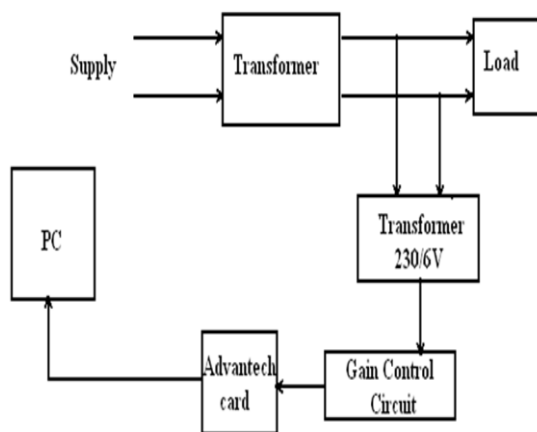 Supply
Transformer
Load
PC
Transformer
230/6V
Advantech
card
Gain Control
Circuit